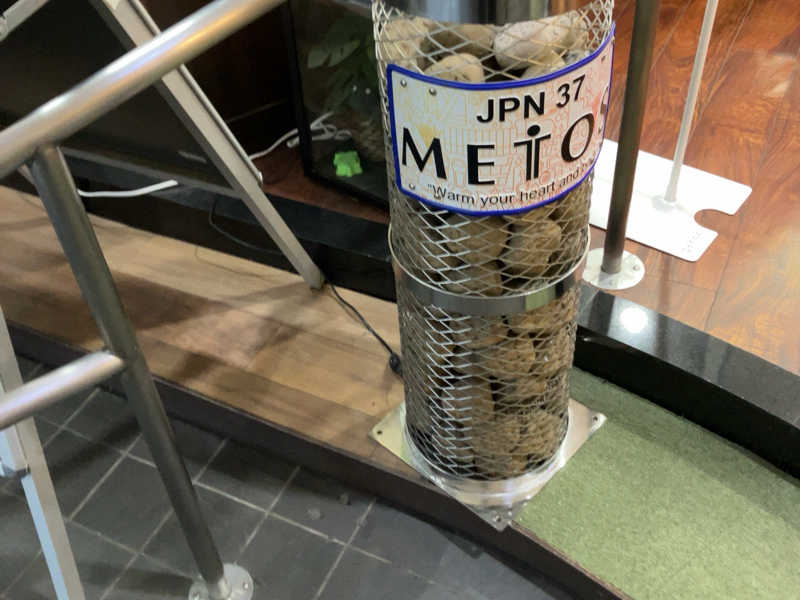 JPN 37
METOS
"Warm your heart and